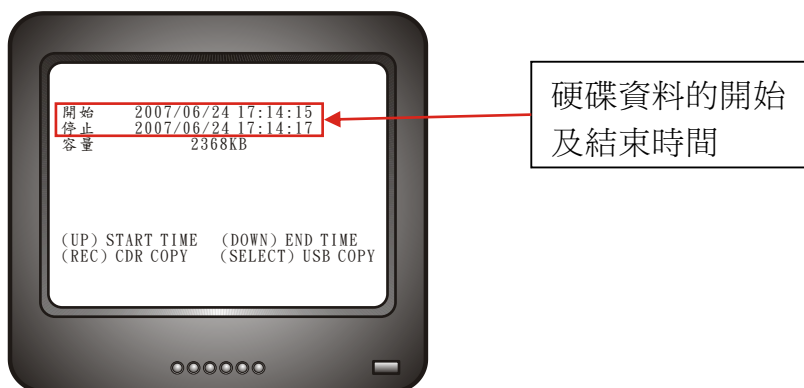 開始 2007/06/24 17:14:15
停止 2007/06/24 17:14:17
容量 2368KB
(UP) START TIME (DOWN) END TIME
(REC) CDR COPY (SELECT) USB COPY
硬碟資料的開始
及結束時間